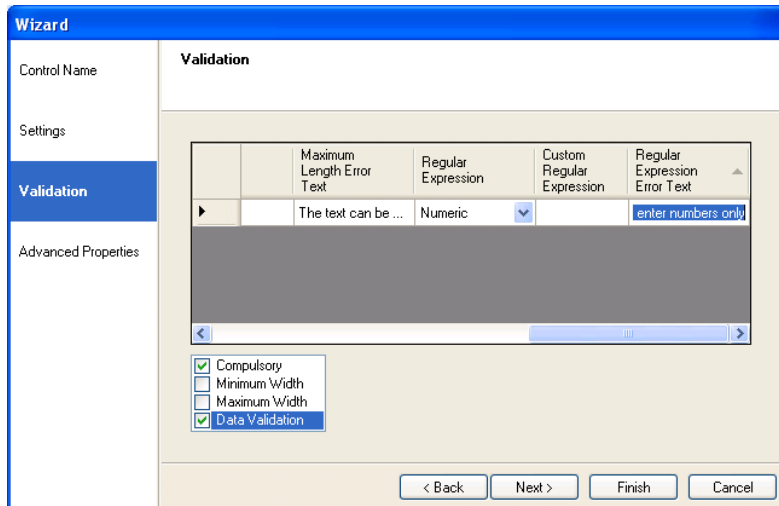 Wizard
Control Name
Settings
Validation
Advanced Properties
Validation
Maximum
Length Error
Text
Regular
Expression
Custom
Regular
Expression
Regular
Expression
Error Text
The text can be ...
Numeric
enter numbers only
Compulsory
Minimum Width
Maximum Width
Data Validation
< Back
Next >
Finish
Cancel